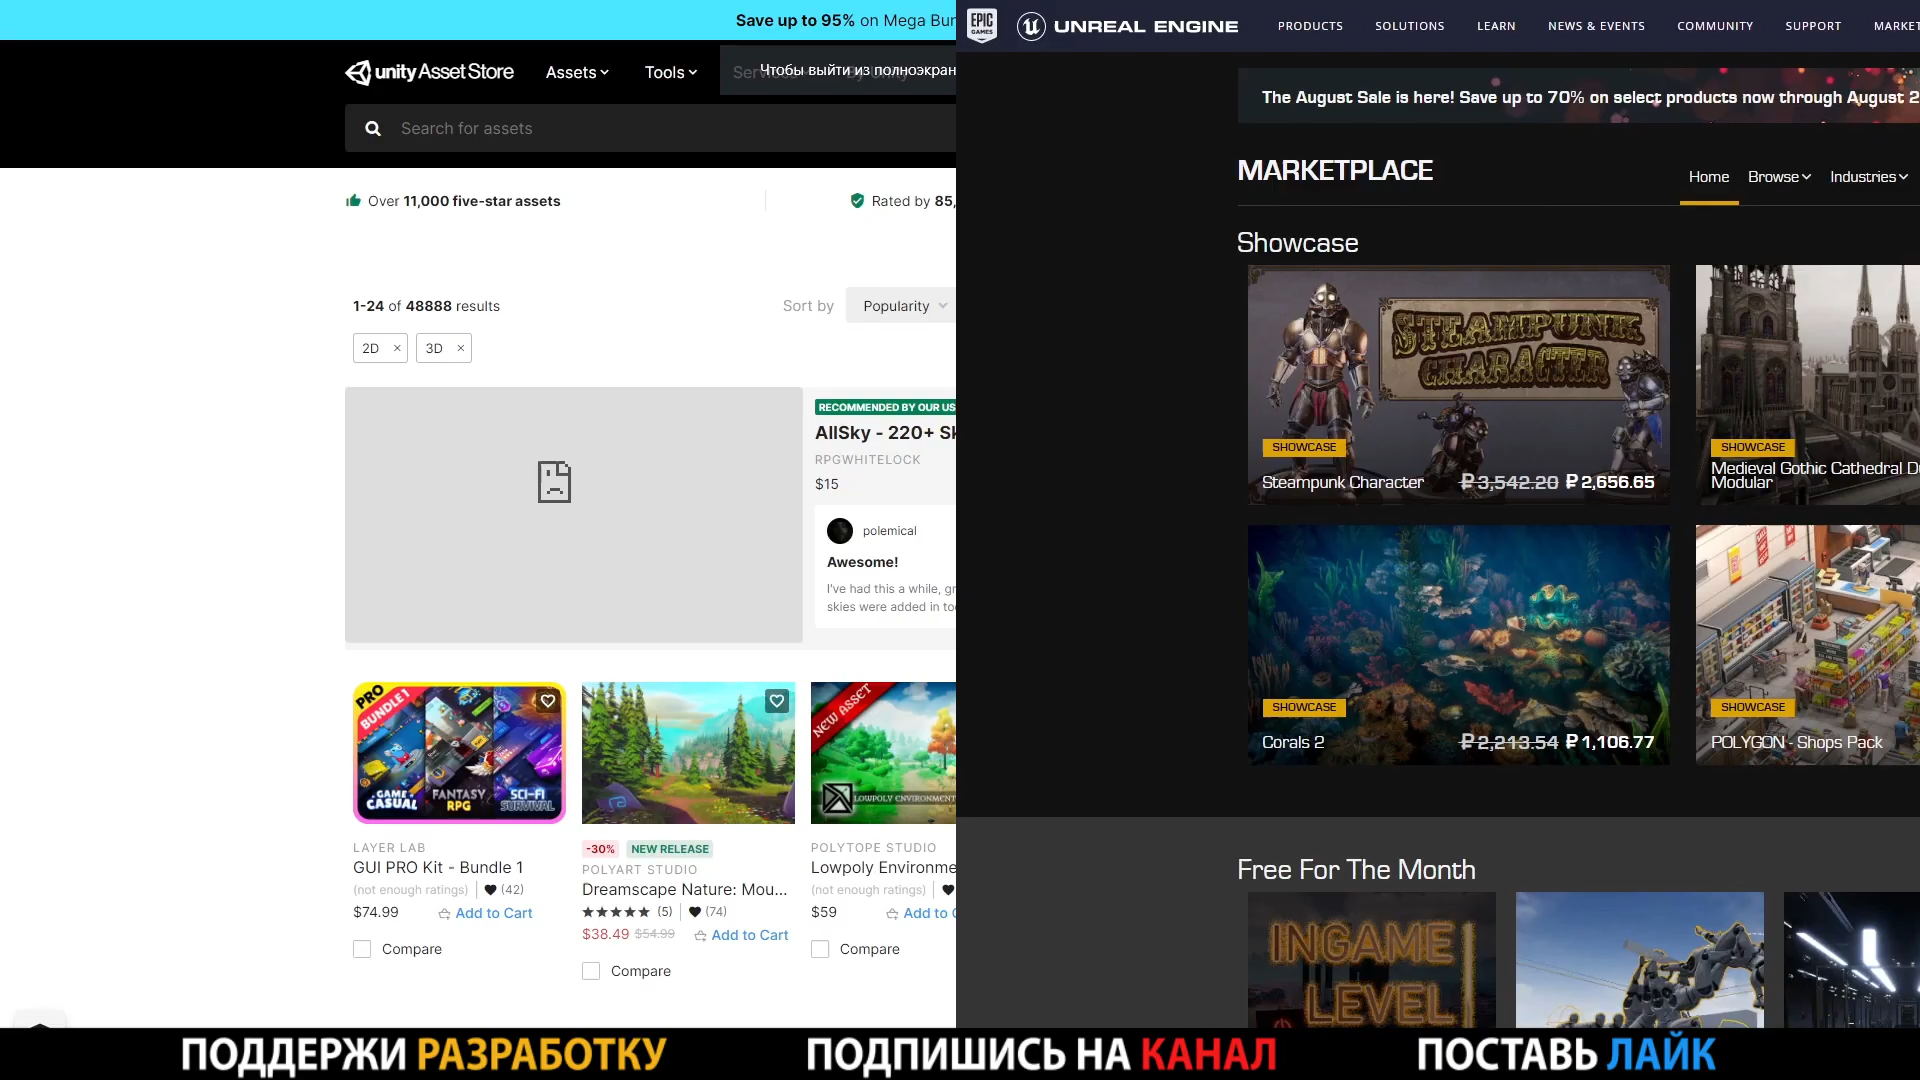 Save up to 95% on Mega Bun
unity Asset Store
Assets
Tools
Чтобы выйти из полноэкран
Search for assets
Over 11,000 five-star assets
Rated by 85,
1-24 of 48888 results
Sort by
Popularity
2D ×
3D ×
RECOMMENDED BY OUR US
AllSky - 220+ Sk
RPGWHITELOCK
$15
polemical
Awesome!
I've had this a while, gr
skies were added in too
PRO
BUNDLE 1
GAME CASUAL
FANTASY RPG
SCI-FI SURVIVAL
LAYER LAB
GUI PRO Kit - Bundle 1
(not enough ratings)
(42)
$74.99
Add to Cart
Compare
-30%
NEW RELEASE
POLYART STUDIO
Dreamscape Nature: Mou...
(5)
(74)
$38.49 $54.99
Add to Cart
Compare
NEW ASSET
LOWPOLY ENVIRONMENT
POLYTOPE STUDIO
Lowpoly Environme
(not enough ratings)
$59
Add to C
Compare
EPIC GAMES
UNREAL ENGINE
PRODUCTS
SOLUTIONS
LEARN
NEWS & EVENTS
COMMUNITY
SUPPORT
MARKET
The August Sale is here! Save up to 70% on select products now through August 2
MARKETPLACE
Home
Browse
Industries
Showcase
STEAMPUNK
CHARACTER
SHOWCASE
Steampunk Character
₽3,542.20 ₽2,656.65
SHOWCASE
Medieval Gothic Cathedral D
Modular
SHOWCASE
Corals 2
₽2,213.54 ₽1,106.77
SHOWCASE
POLYGON - Shops Pack
Free For The Month
INGAME
LEVEL
ПОДДЕРЖИ РАЗРАБОТКУ
ПОДПИШИСЬ НА КАНАЛ
ПОСТАВЬ ЛАЙК